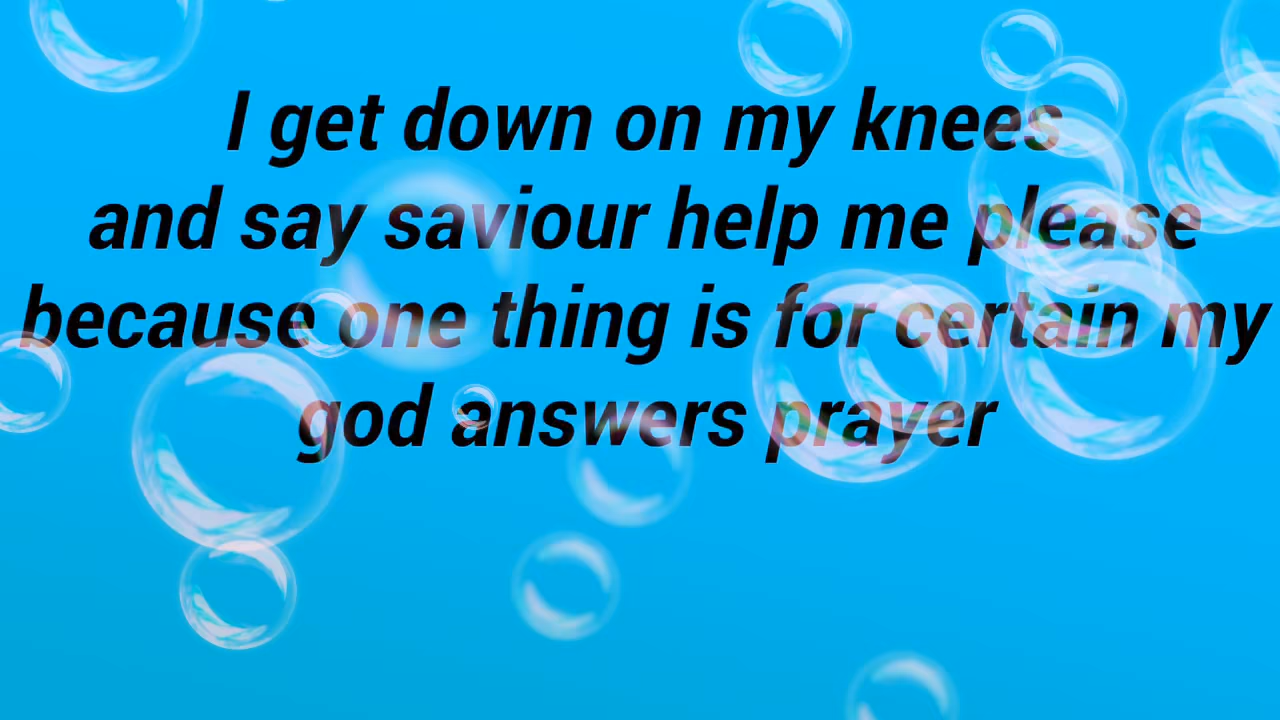 I get down on my knees
and say saviour help me please
because one thing is for certain my
god answers prayer